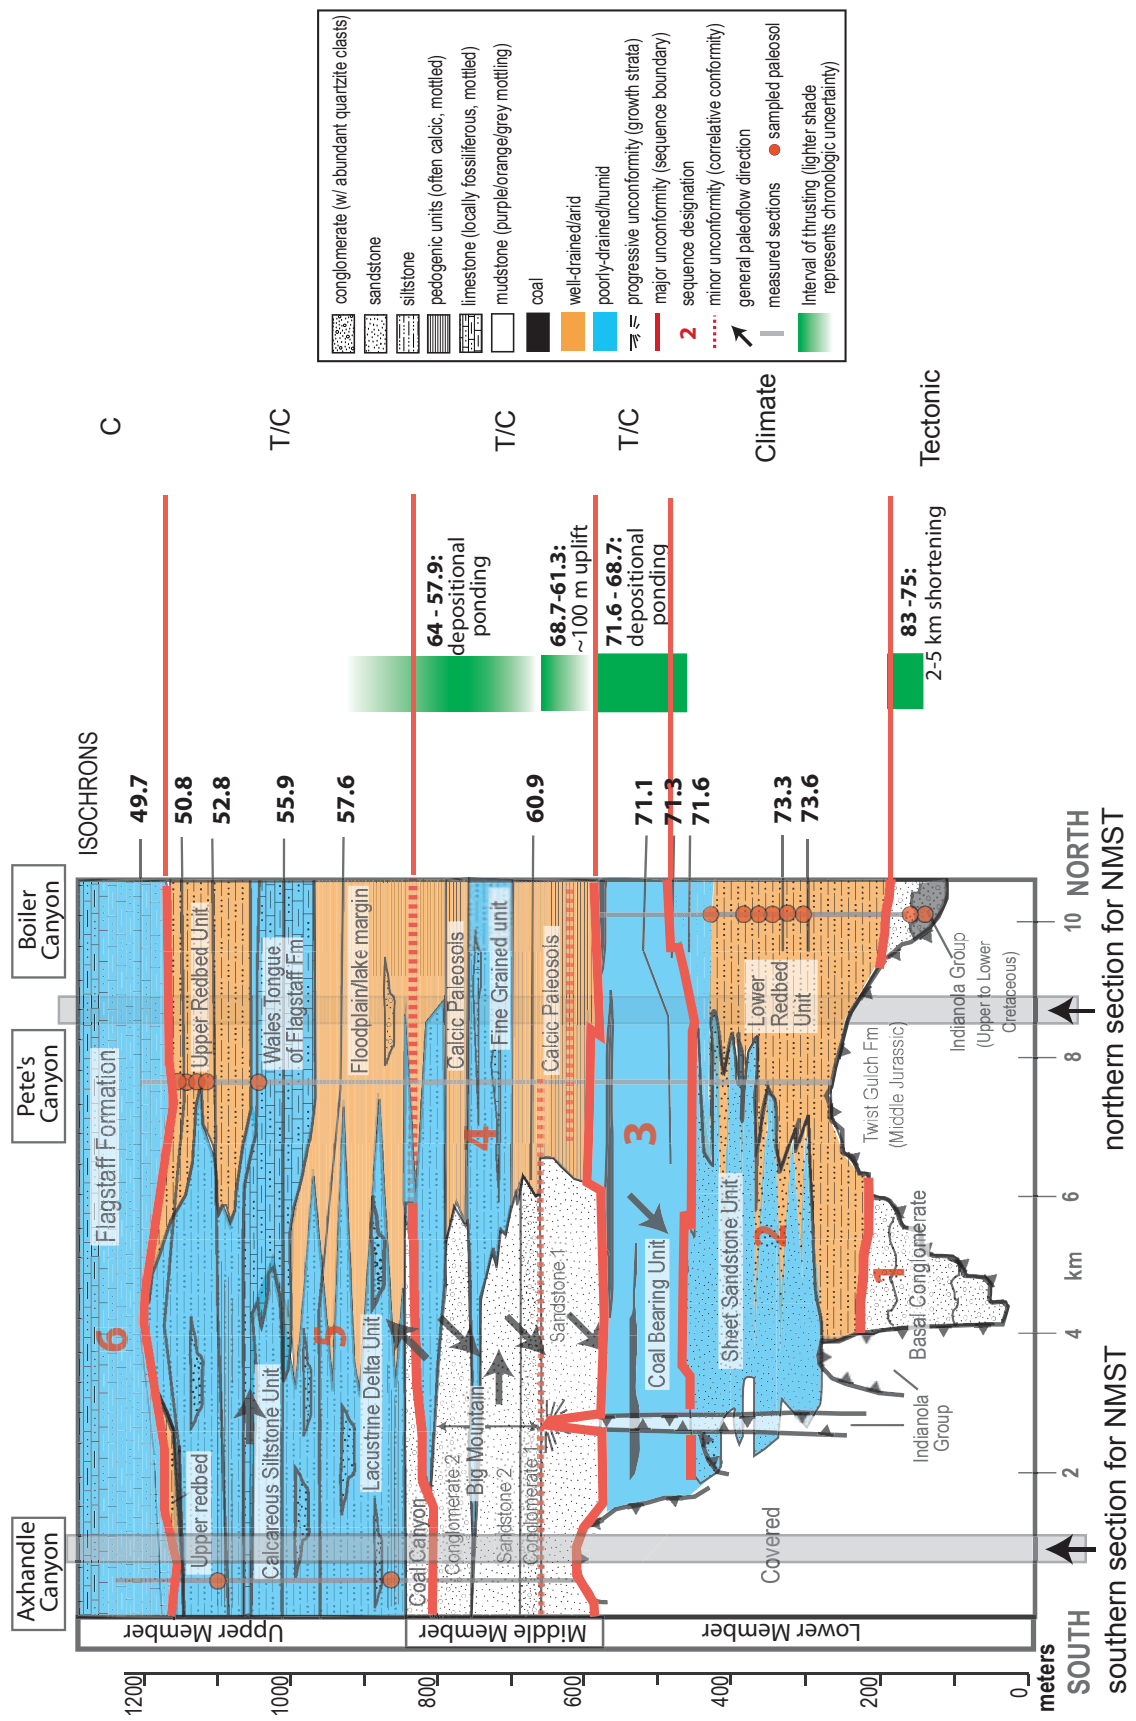 conglomerate (w/ abundant quartzite clasts)
sandstone
siltstone
pedogenic units (often calcic, mottled)
limestone (locally fossiliferous, mottled)
mudstone (purple/orange/grey mottling)
coal
well-drained/arid
poorly-drained/humid
progressive unconformity (growth strata)
major unconformity (sequence boundary)
2 sequence designation
minor unconformity (correlative conformity)
general paleoflow direction
measured sections
sampled paleosol
Interval of thrusting (lighter shade
represents chronologic uncertainty)
C
T/C
T/C
T/C
Climate
Tectonic
64 - 57.9:
depositional
ponding
68.7-61.3:
~100 m uplift
71.6 - 68.7:
depositional
ponding
83 -75:
2-5 km shortening
ISOCHRONS
49.7
50.8
52.8
55.9
57.6
60.9
71.1
71.3
71.6
73.3
73.6
Axhandle
Canyon
Pete's
Canyon
Boiler
Canyon
Flagstaff Formation
6
Upper redbed
Upper Redbed Unit
Calcareous Siltstone Unit
Wales Tongue
of Flagstaff Fm
5
Lacustrine Delta Unit
Floodplain/lake margin
Coal Canyon
Conglomerate 2
Big Mountain
Sandstone 2
Conglomerate 1
Calcic Paleosols
4
Fine Grained unit
Sandstone 1
Calcic Paleosols
3
Coal Bearing Unit
Sheet Sandstone Unit
2
Lower
Redbed
Unit
Covered
1
Basal Conglomerate
Indianola
Group
Twist Gulch Fm
(Middle Jurassic)
Indianola Group
(Upper to Lower
Cretaceous)
Upper Member
Middle Member
Lower Member
1200
1000
800
600
400
200
0
meters
SOUTH
2
4
km
6
8
10
NORTH
southern section for NMST
northern section for NMST